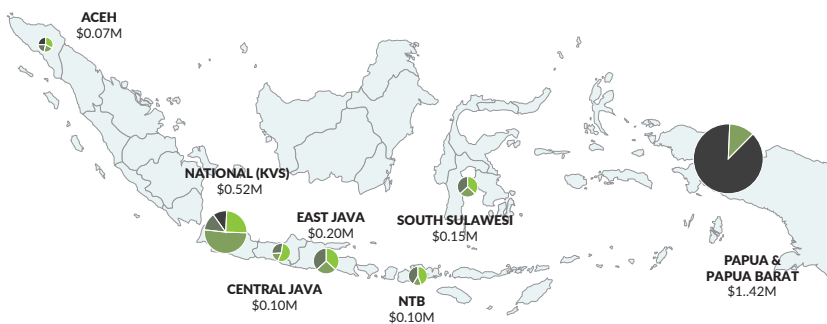 ACEH
$0.07M
NATIONAL (KVS)
$0.52M
EAST JAVA
$0.20M
SOUTH SULAWESI
$0.15M
CENTRAL JAVA
$0.10M
NTB
$0.10M
PAPUA &
PAPUA BARAT
$1..42M